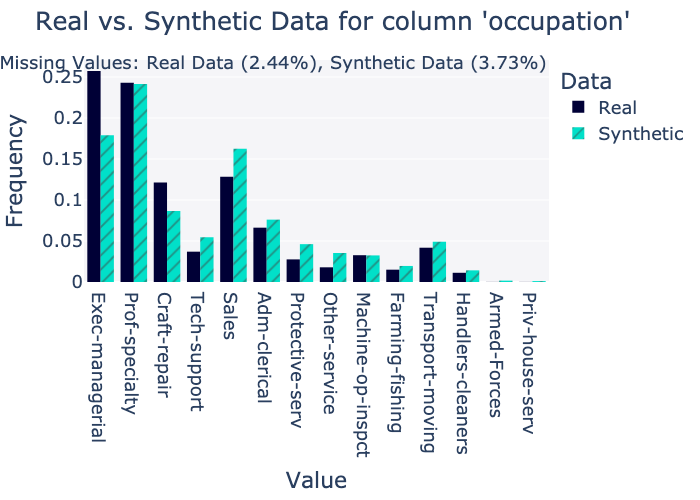 Real vs. Synthetic Data for column 'occupation'
Missing Values: Real Data (2.44%), Synthetic Data (3.73%)
Data
Real
Synthetic
Frequency
0.25
0.2
0.15
0.1
0.05
0
Exec-managerial
Prof-specialty
Craft-repair
Tech-support
Sales
Adm-clerical
Protective-serv
Other-service
Machine-op-inspct
Farming-fishing
Transport-moving
Handlers-cleaners
Armed-Forces
Priv-house-serv
Value